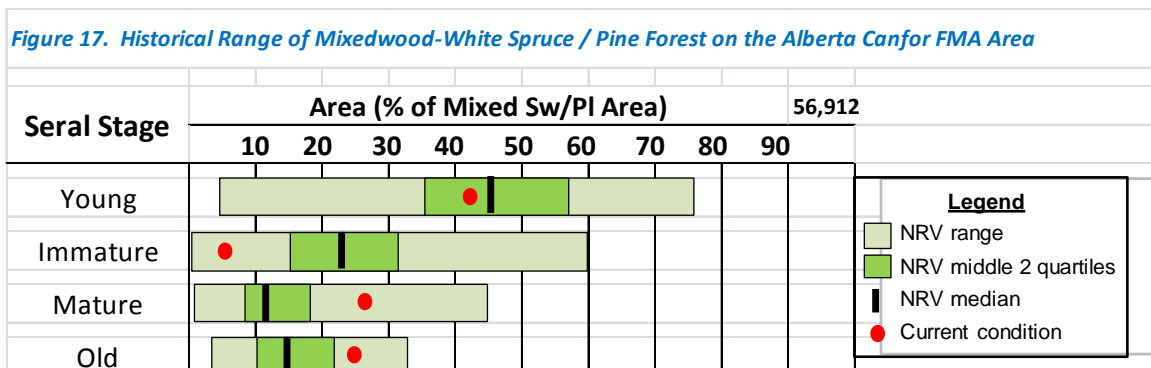 Figure 17. Historical Range of Mixedwood-White Spruce / Pine Forest on the Alberta Canfor FMA Area
Seral Stage
Area (% of Mixed Sw/Pl Area)
56,912
10 20 30 40 50 60 70 80 90
Young
Immature
Mature
Old
Legend
NRV range
NRV middle 2 quartiles
NRV median
Current condition